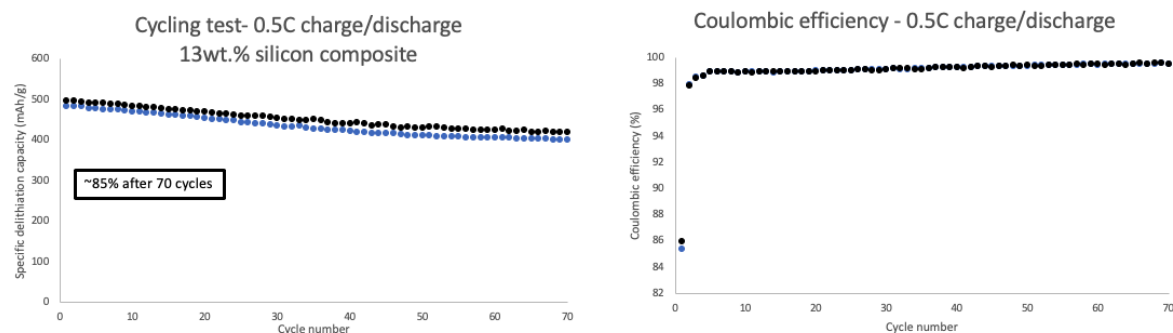 Cycling test- 0.5C charge/discharge
13wt.% silicon composite
Specific delithiation capacity (mAh/g)
600
500
400
300
200
100
0
~85% after 70 cycles
0 10 20 30 40 50 60 70
Cycle number
Coulombic efficiency - 0.5C charge/discharge
Coulombic efficiency (%)
100
98
96
94
92
90
88
86
84
82
0 10 20 30 40 50 60 70
Cycle number